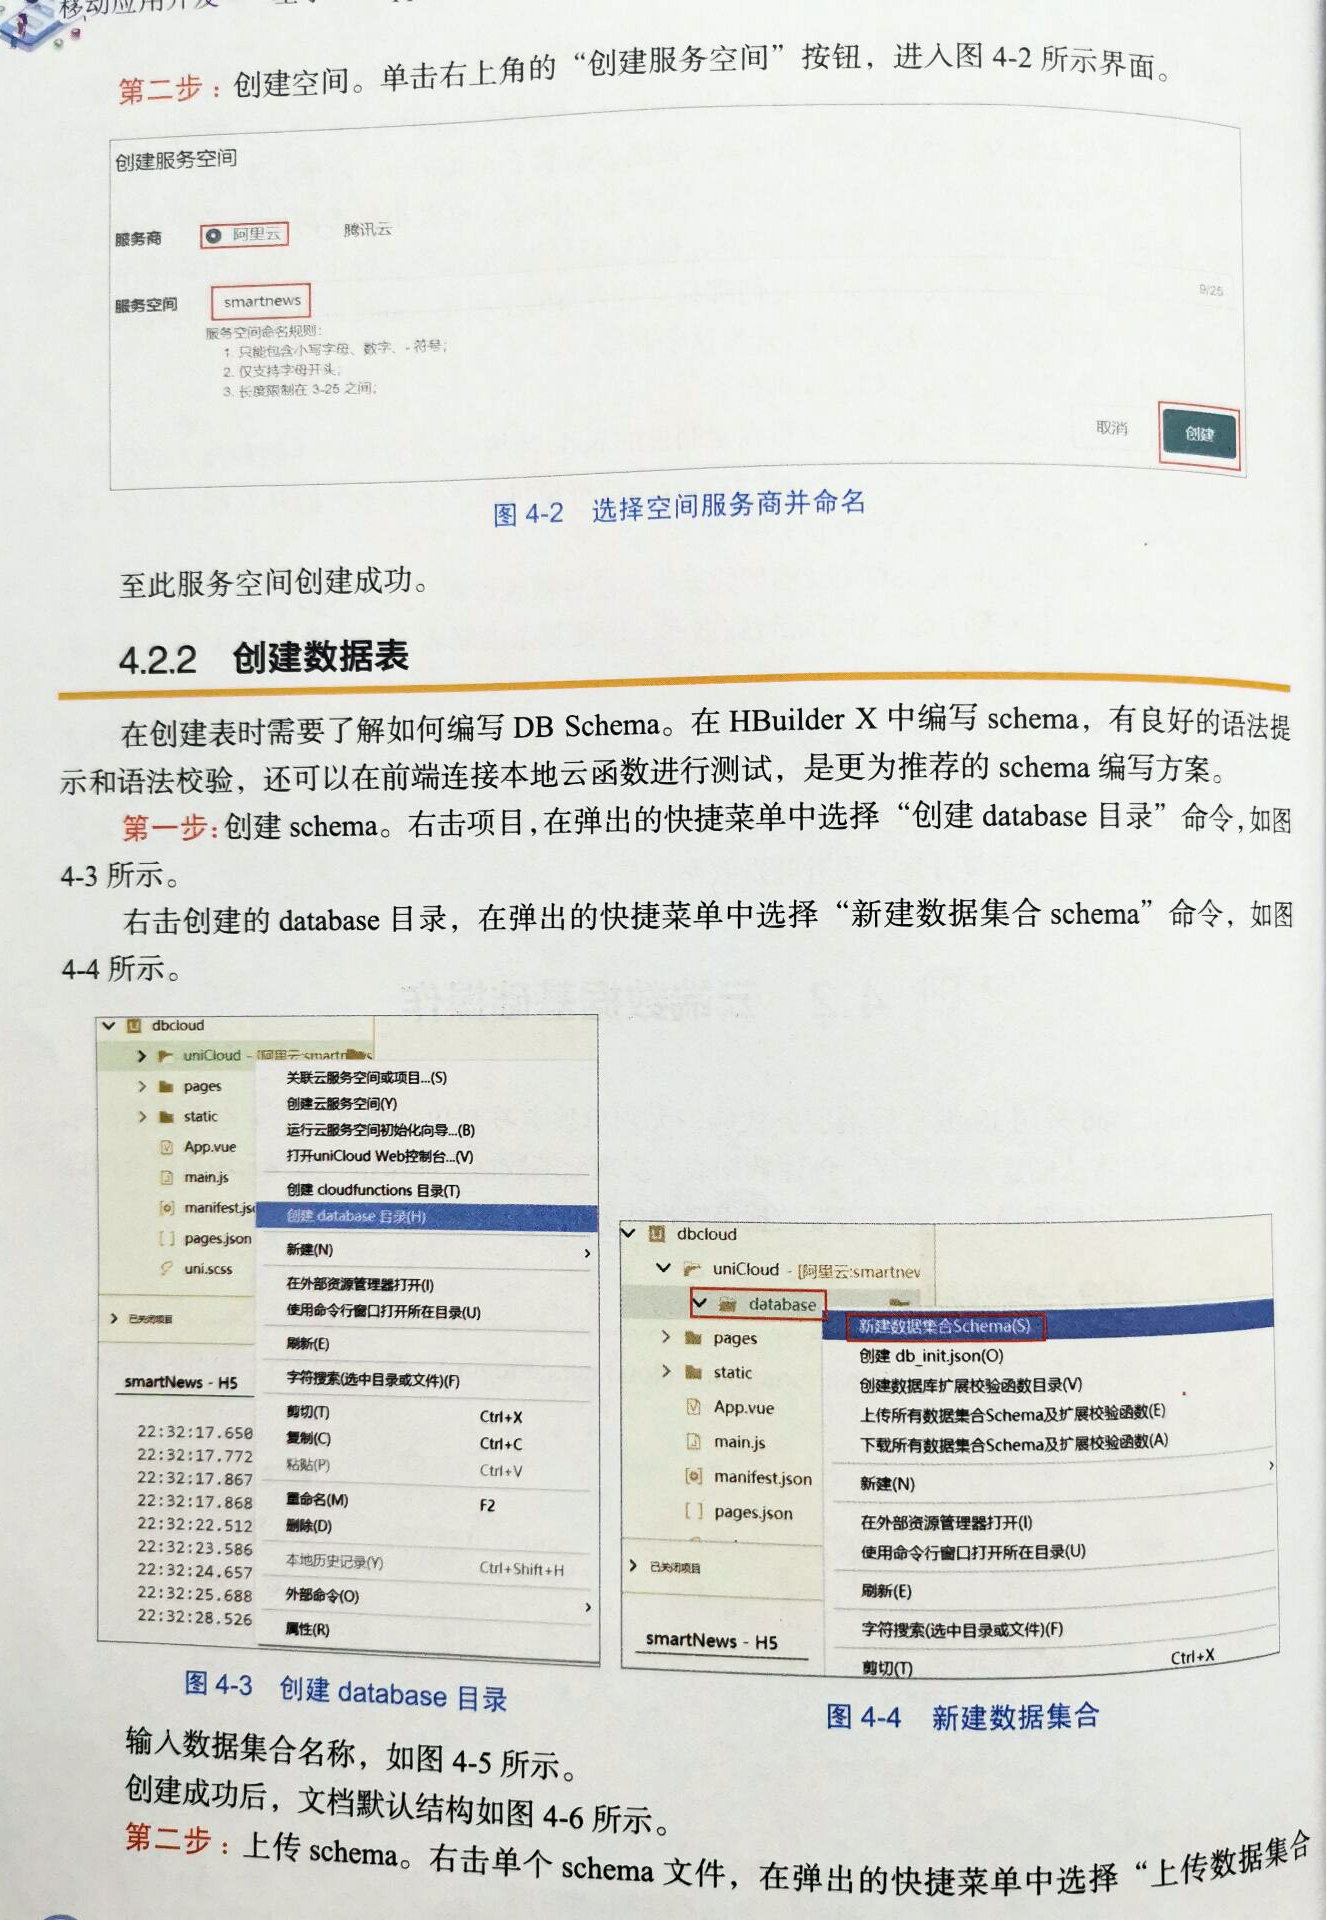 移动应用开发
第二步：创建空间。单击右上角的“创建服务空间”按钮，进入图 4-2 所示界面。
创建服务空间
服务商 阿里云 腾讯云
服务空间 smartnews 9/25
服务空间命名规则：
1. 只能包含小写字母、数字、- 符号；
2. 仅支持字母开头；
3. 长度限制在 3-25 之间；
取消 创建
图 4-2 选择空间服务商并命名
至此服务空间创建成功。
4.2.2 创建数据表
在创建表时需要了解如何编写 DB Schema。在 HBuilder X 中编写 schema，有良好的语法提
示和语法校验，还可以在前端连接本地云函数进行测试，是更为推荐的 schema 编写方案。
第一步：创建 schema。右击项目，在弹出的快捷菜单中选择“创建 database 目录”命令，如图
4-3 所示。
右击创建的 database 目录，在弹出的快捷菜单中选择“新建数据集合 schema”命令，如图
4-4 所示。
dbcloud
uniCloud - [阿里云:smartnews
pages
static
App.vue
main.js
manifest.js
pages.json
uni.scss
已关闭项目
smartNews - H5
22:32:17.650
22:32:17.772
22:32:17.867
22:32:17.868
22:32:22.512
22:32:23.586
22:32:24.657
22:32:25.688
22:32:28.526
关联云服务空间或项目...(S)
创建云服务空间(Y)
运行云服务空间初始化向导...(B)
打开uniCloud Web控制台...(V)
创建 cloudfunctions 目录(T)
创建 database 目录(H)
新建(N)
在外部资源管理器打开(I)
使用命令行窗口打开所在目录(U)
刷新(E)
字符搜索(选中目录或文件)(F)
剪切(T) Ctrl+X
复制(C) Ctrl+C
粘贴(P) Ctrl+V
重命名(M) F2
删除(D)
本地历史记录(Y) Ctrl+Shift+H
外部命令(O)
属性(R)
图 4-3 创建 database 目录
dbcloud
uniCloud - [阿里云:smartnev
database
pages
static
App.vue
main.js
manifest.json
pages.json
已关闭项目
smartNews - H5
新建数据集合Schema(S)
创建 db_init.json(O)
创建数据库扩展校验函数目录(V)
上传所有数据集合Schema及扩展校验函数(E)
下载所有数据集合Schema及扩展校验函数(A)
新建(N)
在外部资源管理器打开(I)
使用命令行窗口打开所在目录(U)
刷新(E)
字符搜索(选中目录或文件)(F)
剪切(T) Ctrl+X
图 4-4 新建数据集合
输入数据集合名称，如图 4-5 所示。
创建成功后，文档默认结构如图 4-6 所示。
第二步：上传 schema。右击单个 schema 文件，在弹出的快捷菜单中选择“上传数据集合